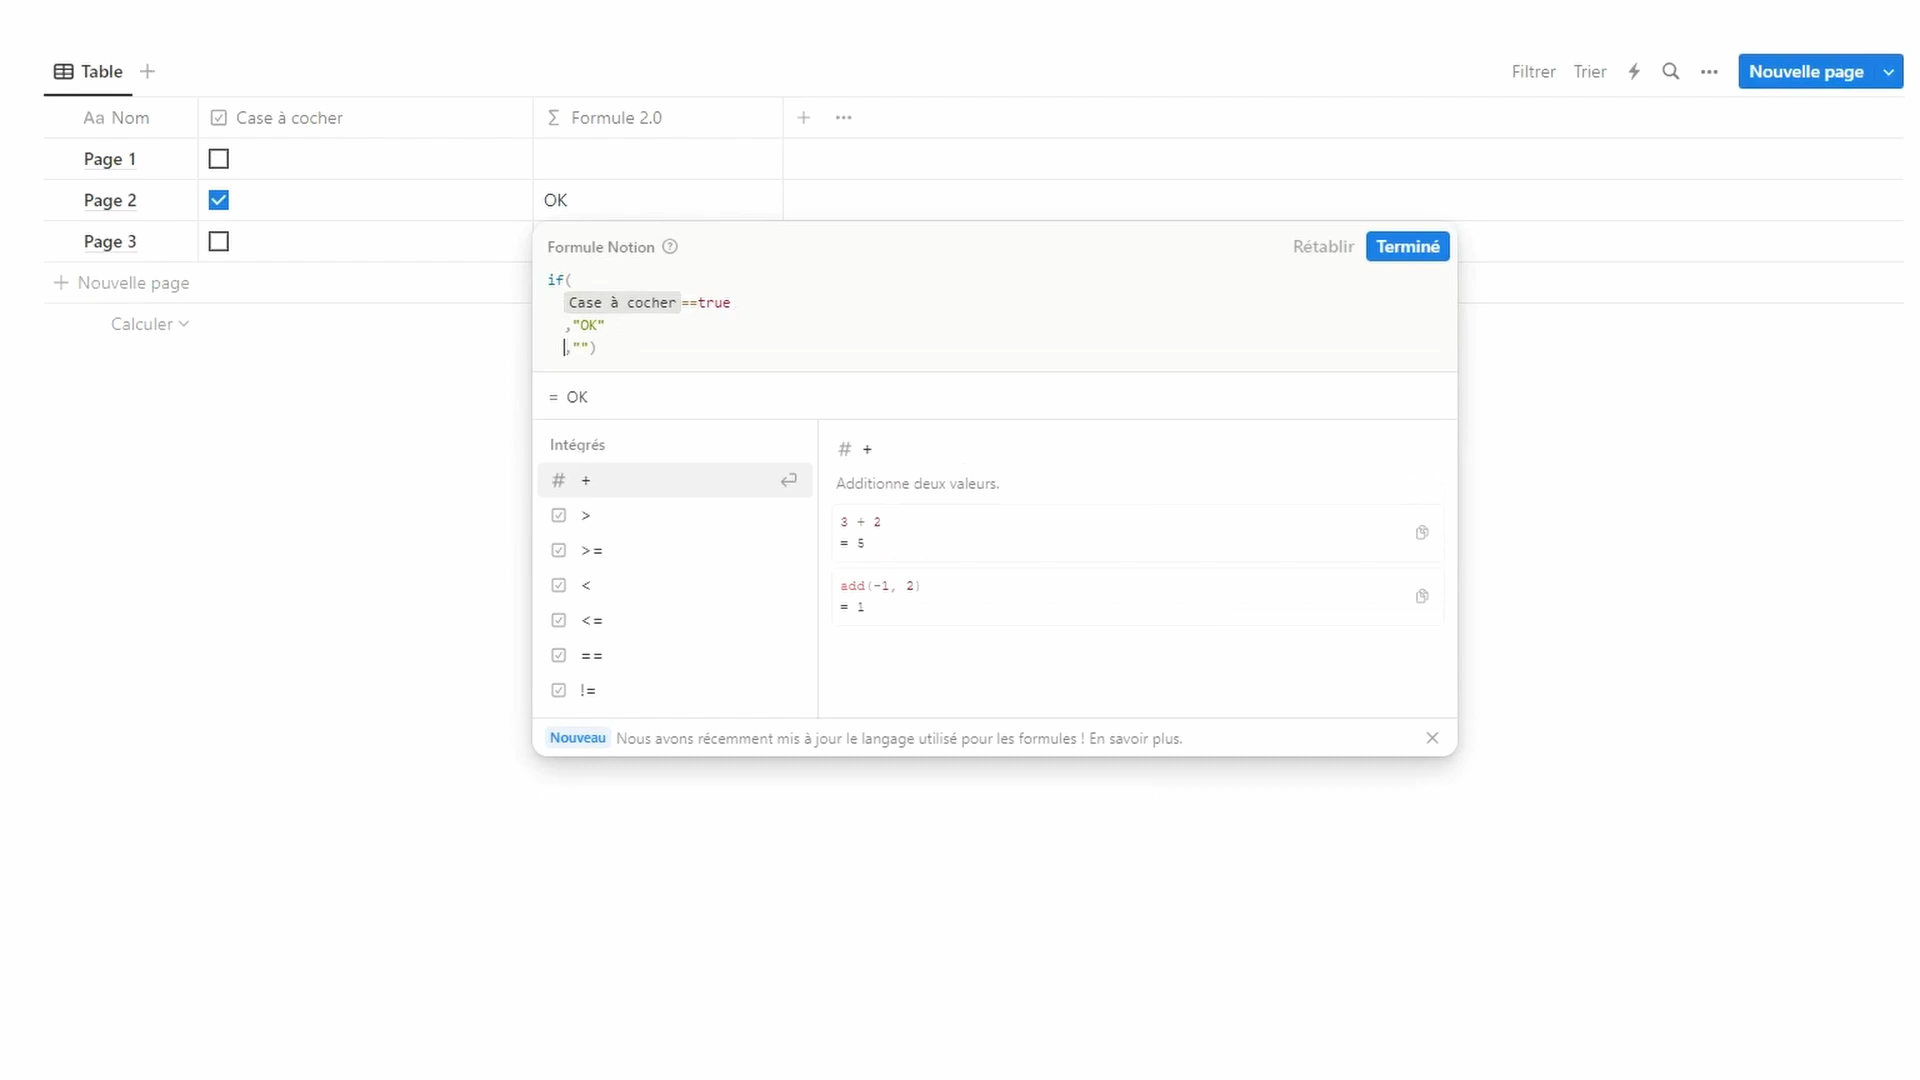 Table
Filtrer Trier Nouvelle page
Aa Nom Case à cocher Σ Formule 2.0
Page 1
Page 2 OK
Page 3
Nouvelle page
Calculer
Formule Notion ? Rétablir Terminé
if(
Case à cocher==true
,"OK"
,"")
= OK
Intégrés
# +
>
>=
<
<=
==
!=
# +
Additionne deux valeurs.
3 + 2
= 5
add(-1, 2)
= 1
Nouveau Nous avons récemment mis à jour le langage utilisé pour les formules ! En savoir plus.